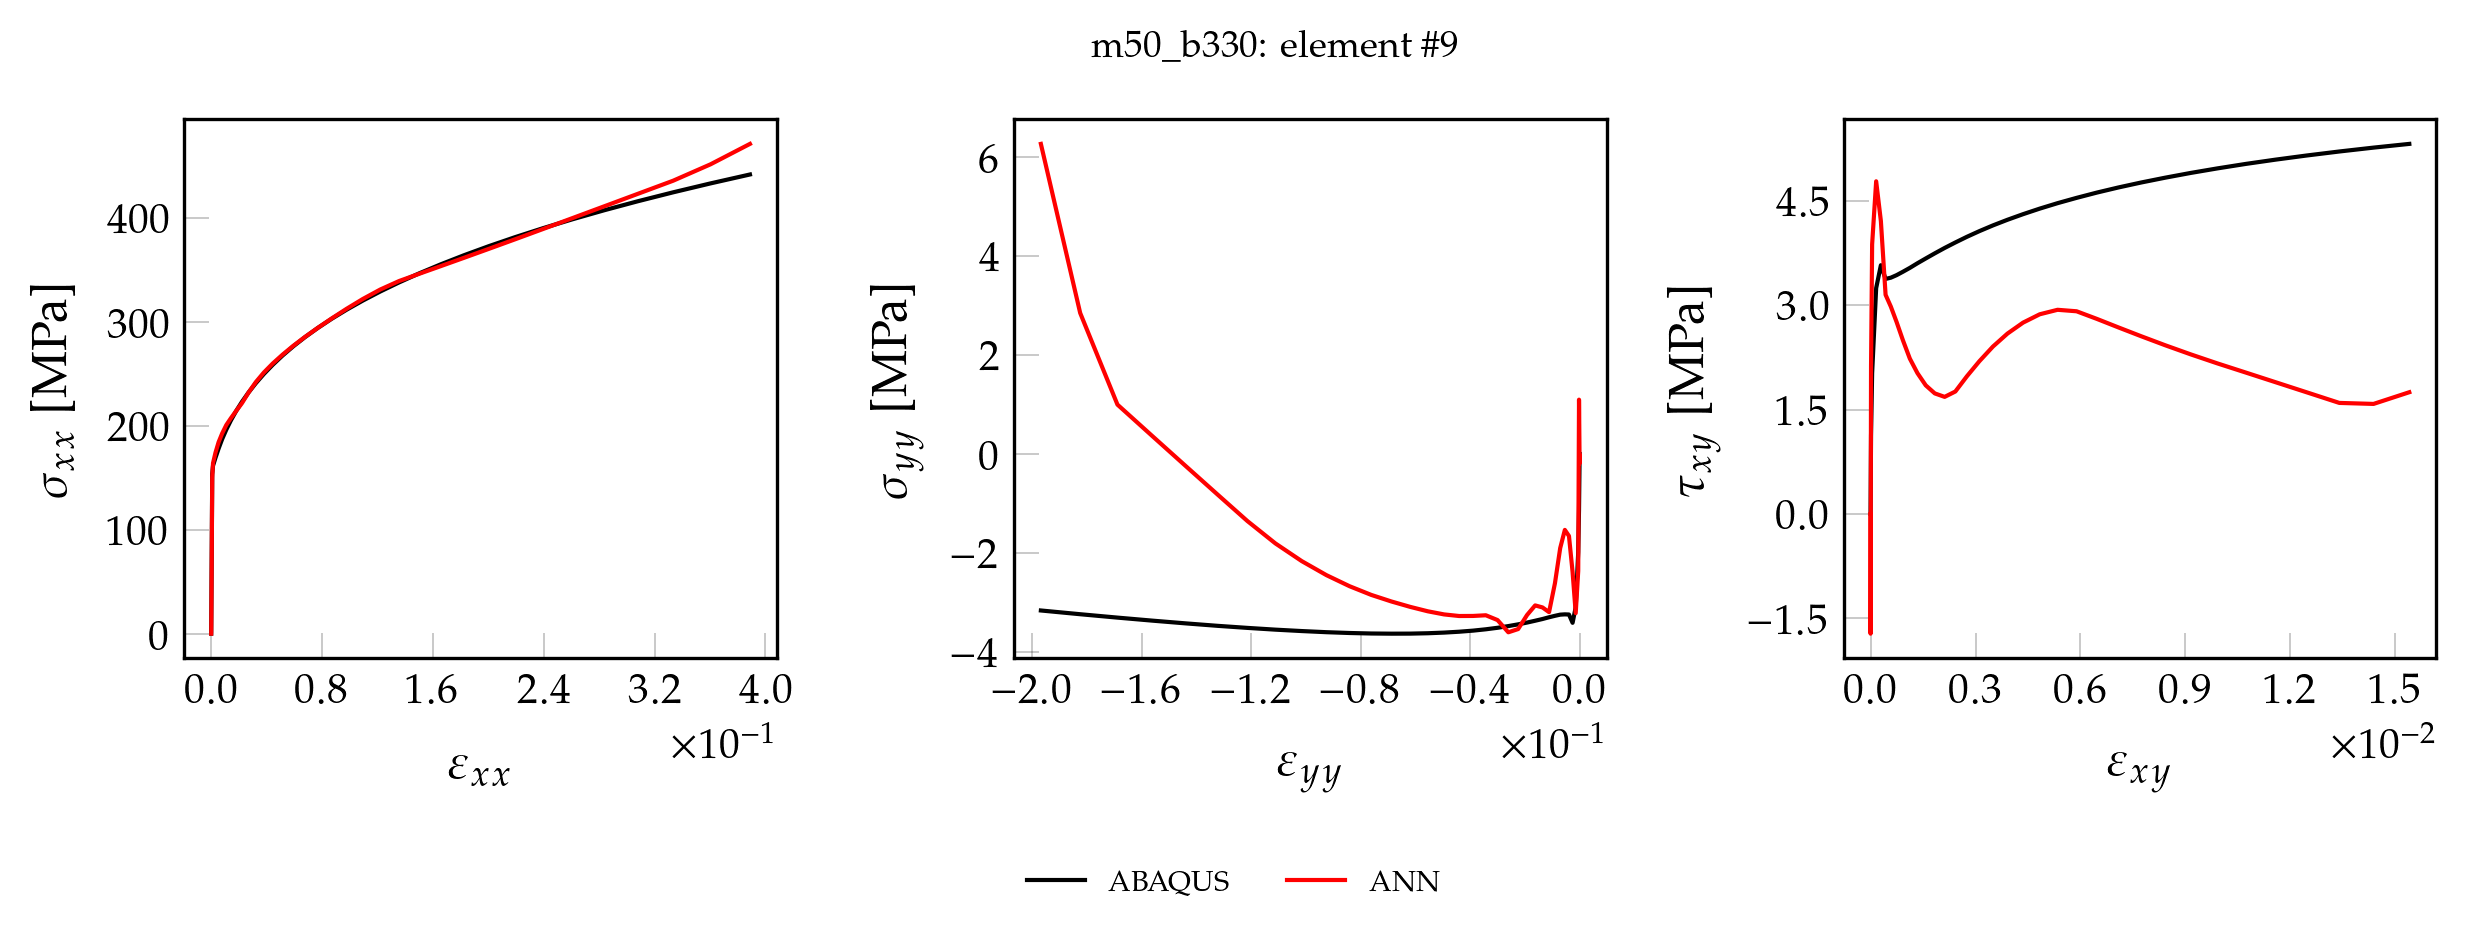 m50_b330: element #9
σxx [MPa]
400
300
200
100
0
0.0 0.8 1.6 2.4 3.2 4.0
×10⁻¹
εxx
σyy [MPa]
6
4
2
0
−2
−4
−2.0 −1.6 −1.2 −0.8 −0.4 0.0
×10⁻¹
εyy
τxy [MPa]
4.5
3.0
1.5
0.0
−1.5
0.0 0.3 0.6 0.9 1.2 1.5
×10⁻²
εxy
ABAQUS ANN